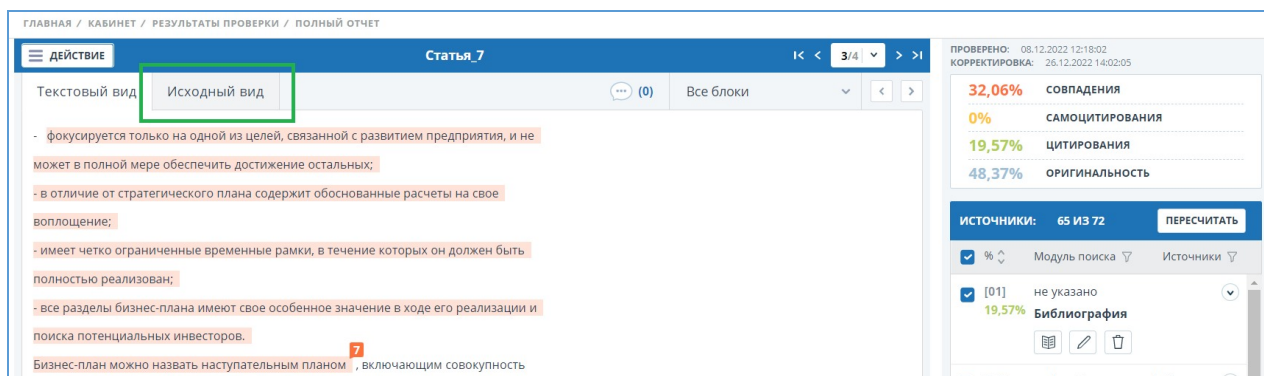 ГЛАВНАЯ / КАБИНЕТ / РЕЗУЛЬТАТЫ ПРОВЕРКИ / ПОЛНЫЙ ОТЧЕТ
ДЕЙСТВИЕ
Статья_7
3/4
Текстовый вид
Исходный вид
(0)
Все блоки
- фокусируется только на одной из целей, связанной с развитием предприятия, и не
может в полной мере обеспечить достижение остальных;
- в отличие от стратегического плана содержит обоснованные расчеты на свое
воплощение;
- имеет четко ограниченные временные рамки, в течение которых он должен быть
полностью реализован;
- все разделы бизнес-плана имеют свое особенное значение в ходе его реализации и
поиска потенциальных инвесторов.
7
Бизнес-план можно назвать наступательным планом , включающим совокупность
ПРОВЕРЕНО: 08.12.2022 12:18:02
КОРРЕКТИРОВКА: 26.12.2022 14:02:05
32,06% СОВПАДЕНИЯ
0% САМОЦИТИРОВАНИЯ
19,57% ЦИТИРОВАНИЯ
48,37% ОРИГИНАЛЬНОСТЬ
ИСТОЧНИКИ: 65 ИЗ 72 ПЕРЕСЧИТАТЬ
% Модуль поиска Источники
[01] не указано
19,57% Библиография